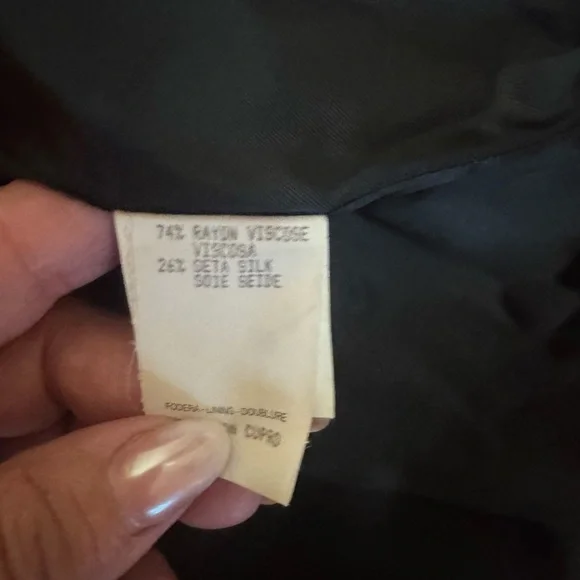 74% RAYON VISCOSE
VISCOSA
26% SETA SILK
SOIE SEIDE
FODERA-LINING-DOUBLURE
CUPRO